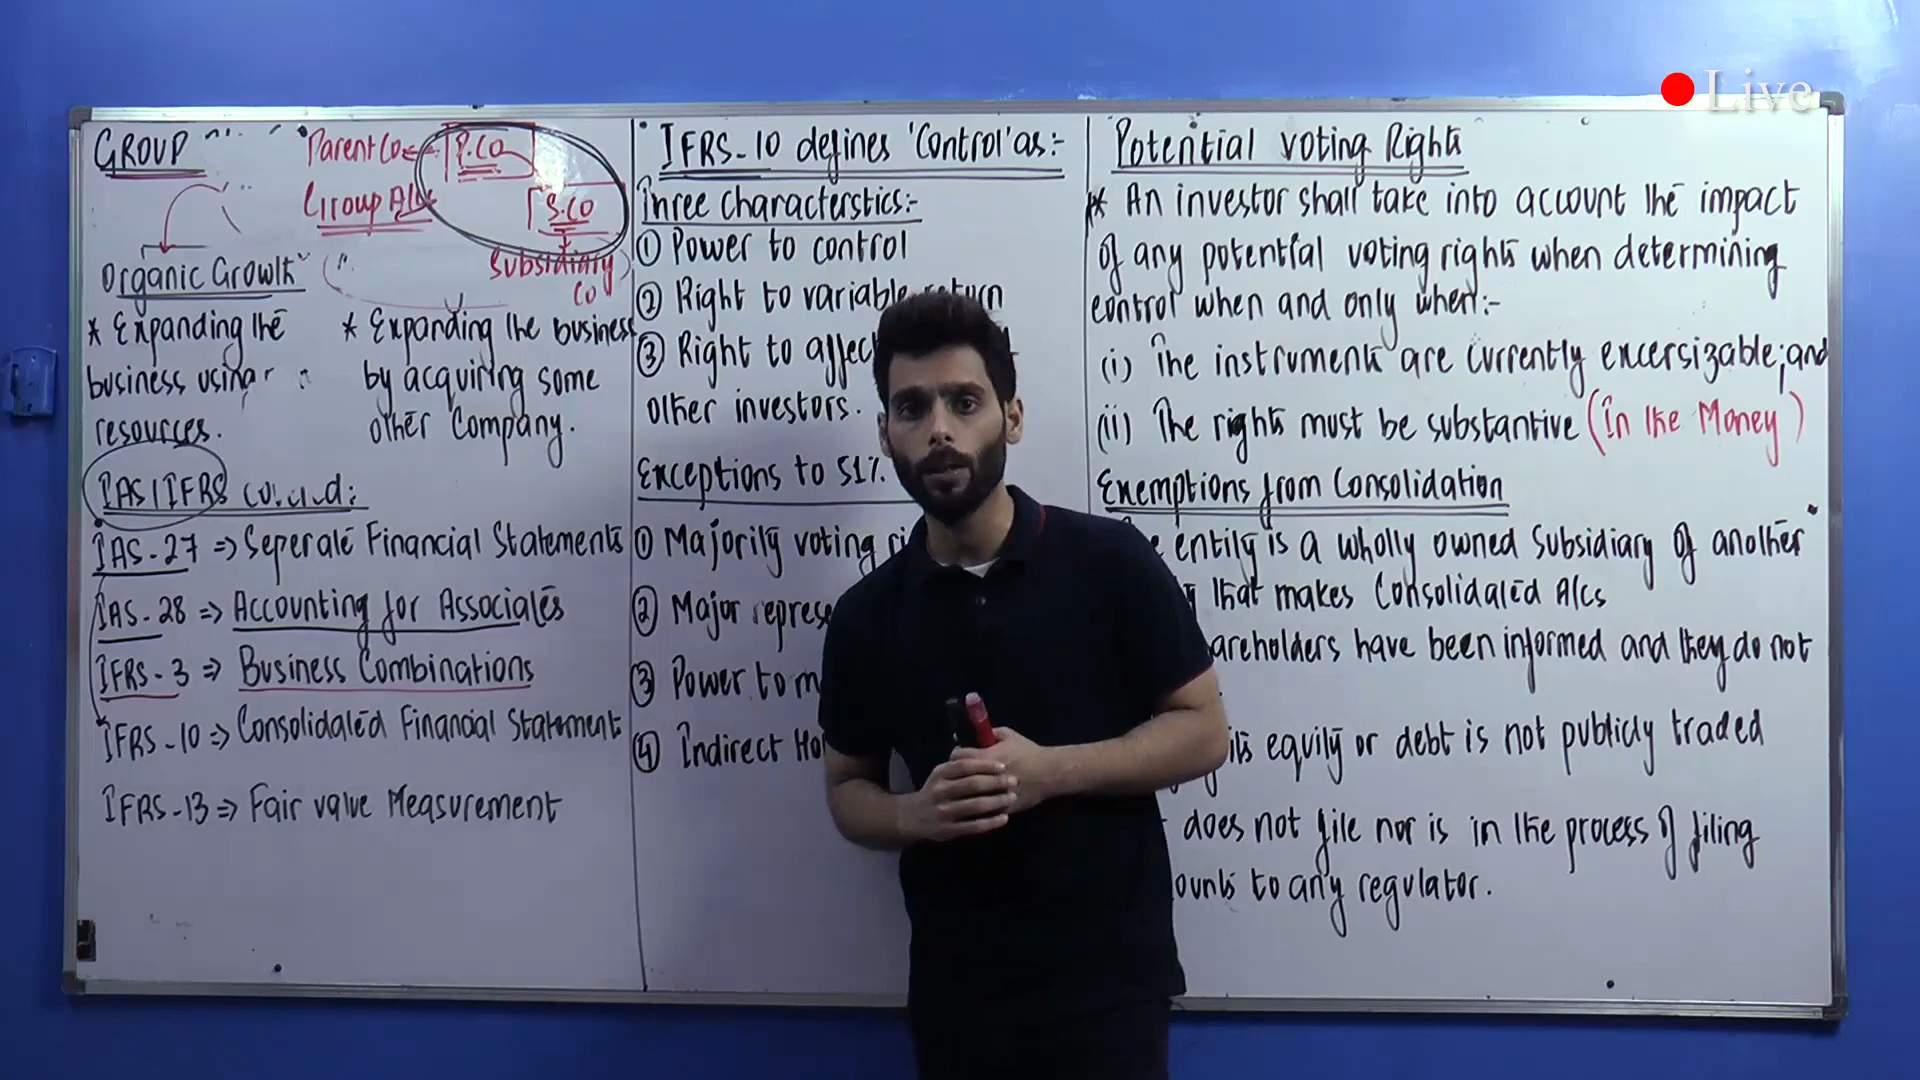 Live
GROUP
Parent Co
P.CO
Group A/cs
S.CO
Subsidiary
Co
Organic Growth
* Expanding the
business using
resources.
* Expanding the business
by acquiring some
other Company.
IAS/IFRS
IAS-27 => Seperate Financial Statements
IAS-28 => Accounting for Associates
IFRS-3 => Business Combinations
IFRS-10 => Consolidated Financial Statement
IFRS-13 => Fair value Measurement
IFRS-10 defines 'Control' as:-
Three Characterstics:-
① Power to control
② Right to variable return
③ Right to affect
other investors.
Exceptions to 51%
① Majority voting
② Major
③ Power to
④ Indirect
Potential Voting Rights
* An investor shall take into account the impact
of any potential voting rights when determining
control when and only when:-
(i) The instruments are currently excersizable; and
(ii) The rights must be substantive (In the Money)
Exemptions from Consolidation
entity is a wholly owned Subsidiary of another
that makes Consolidated A/cs
have been informed and they do not
its equity or debt is not publicly traded
does not file nor is in the process of filing
to any regulator.